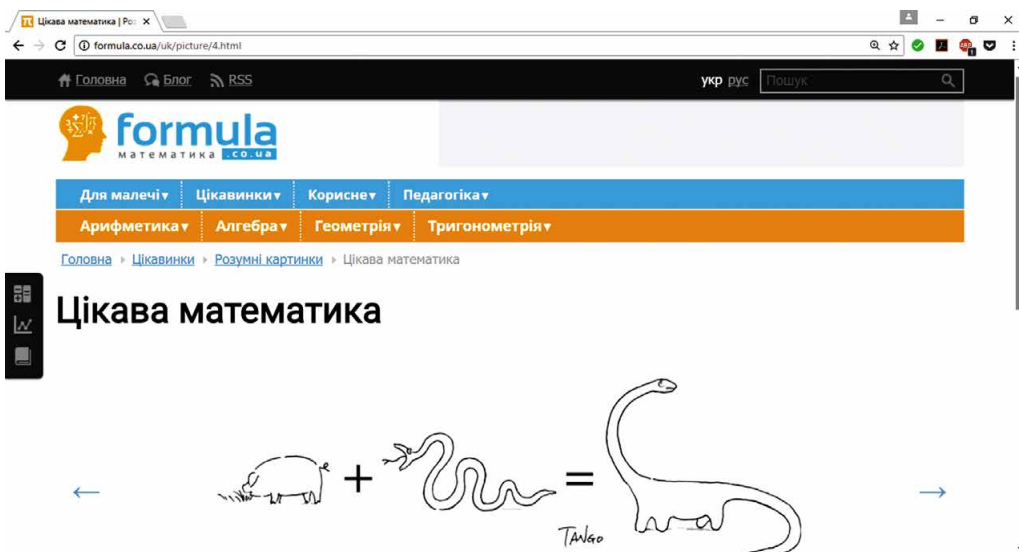 Цікава математика | Роз
formula.co.ua/uk/picture/4.html
Головна Блог RSS укр рус Пошук
formula
математика .co.ua
Для малечі Цікавинки Корисне Педагогіка
Арифметика Алгебра Геометрія Тригонометрія
Головна Цікавинки Розумні картинки Цікава математика
Цікава математика
+ =
TANGO